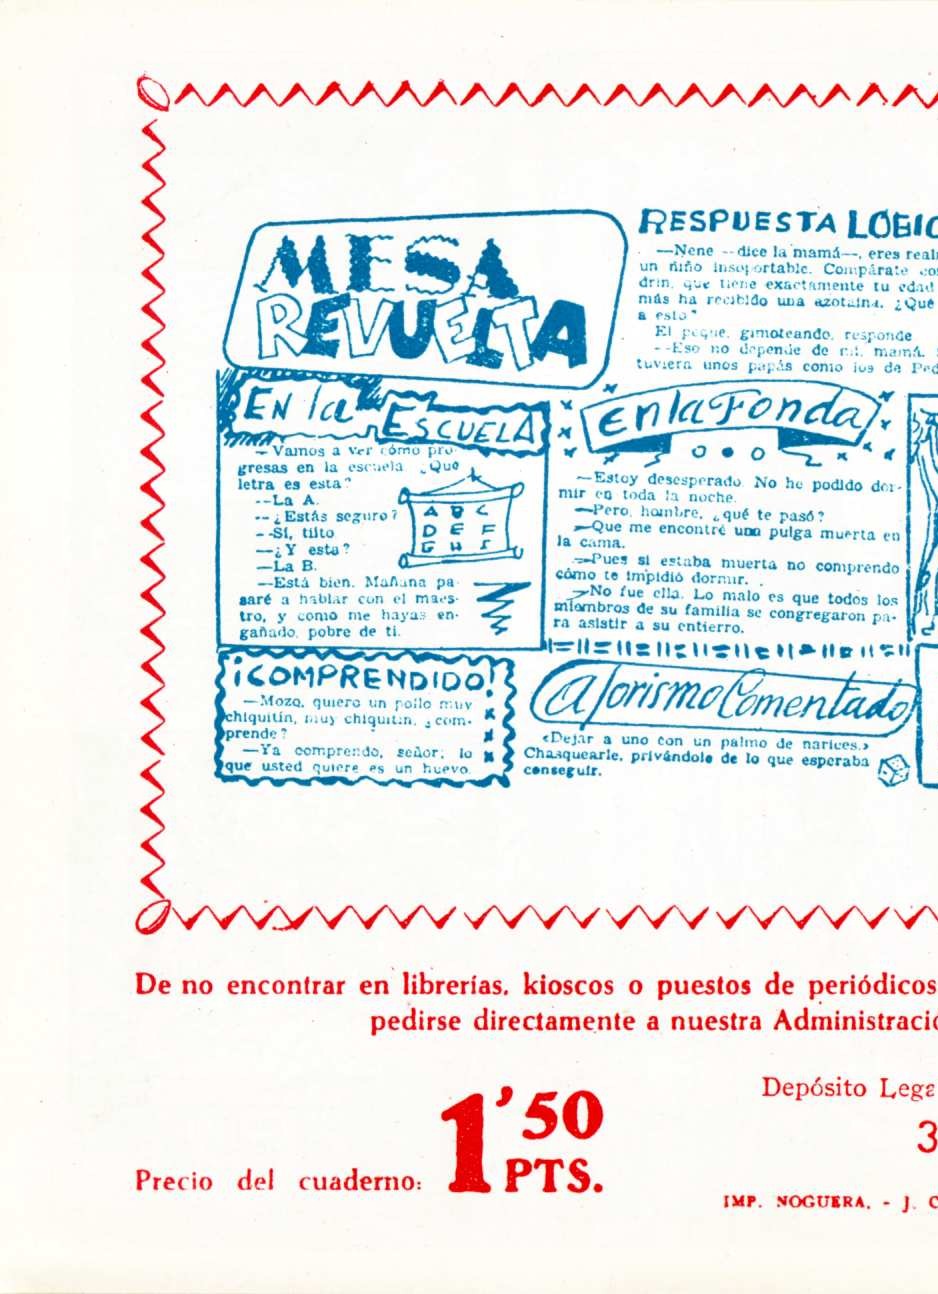 MESA
REVUELTA
RESPUESTA LOGIC
—Nene —dice la mamá—, eres real
un niño insoportable. Compárate co
drin, que tiene exactamente tu edad
más ha recibido una azotaina. ¿Qué
a esto?
El peque, gimoteando, responde
—Eso no depende de mí, mamá.
tuviera unos papás como los de Ped
EN la ESCUELA
—Vamos a ver cómo pro-
gresas en la escuela ¿Qué
letra es esta?
—La A.
—¿Estás seguro?
—Sí, tiíto
—¿Y esta?
—La B.
—Está bien. Mañana pa-
saré a hablar con el maes-
tro, y como me hayas en-
gañado, pobre de ti.
A B C
D E F
G H I
En la Fonda
—Estoy desesperado. No he podido dor-
mir en toda la noche.
—Pero, hombre, ¿qué te pasó?
—Que me encontré una pulga muerta en
la cama.
—Pues si estaba muerta no comprendo
cómo te impidió dormir.
—No fue ella. Lo malo es que todos los
miembros de su familia se congregaron pa-
ra asistir a su entierro.
¡COMPRENDIDO!
—Mozo, quiero un pollo muy
chiquitín, muy chiquitín, ¿com-
prende?
—Ya comprendo, señor; lo
que usted quiere es un huevo.
Aforismo Comentado
«Dejar a uno con un palmo de narices.»
Chasquearle, privándole de lo que esperaba
conseguir.
De no encontrar en librerías, kioscos o puestos de periódicos
pedirse directamente a nuestra Administració
Depósito Lega
3
Precio del cuaderno: 1'50 PTS.
IMP. NOGUERA. - J. C